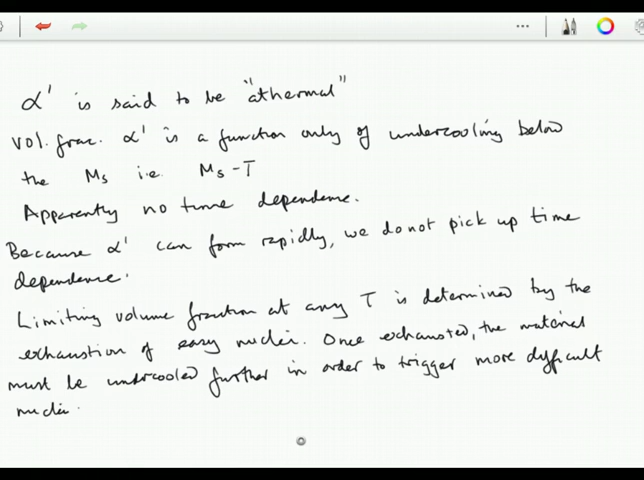 α' is said to be "athermal"
vol. frac. α' is a function only of undercooling below
the Ms i.e. Ms-T
Apparently no time dependence.
Because α' can form rapidly, we do not pick up time
dependence.
Limiting volume fraction at any T is determined by the
exhaustion of easy nuclei. Once exhausted, the material
must be undercooled further in order to trigger more difficult
nuclei.